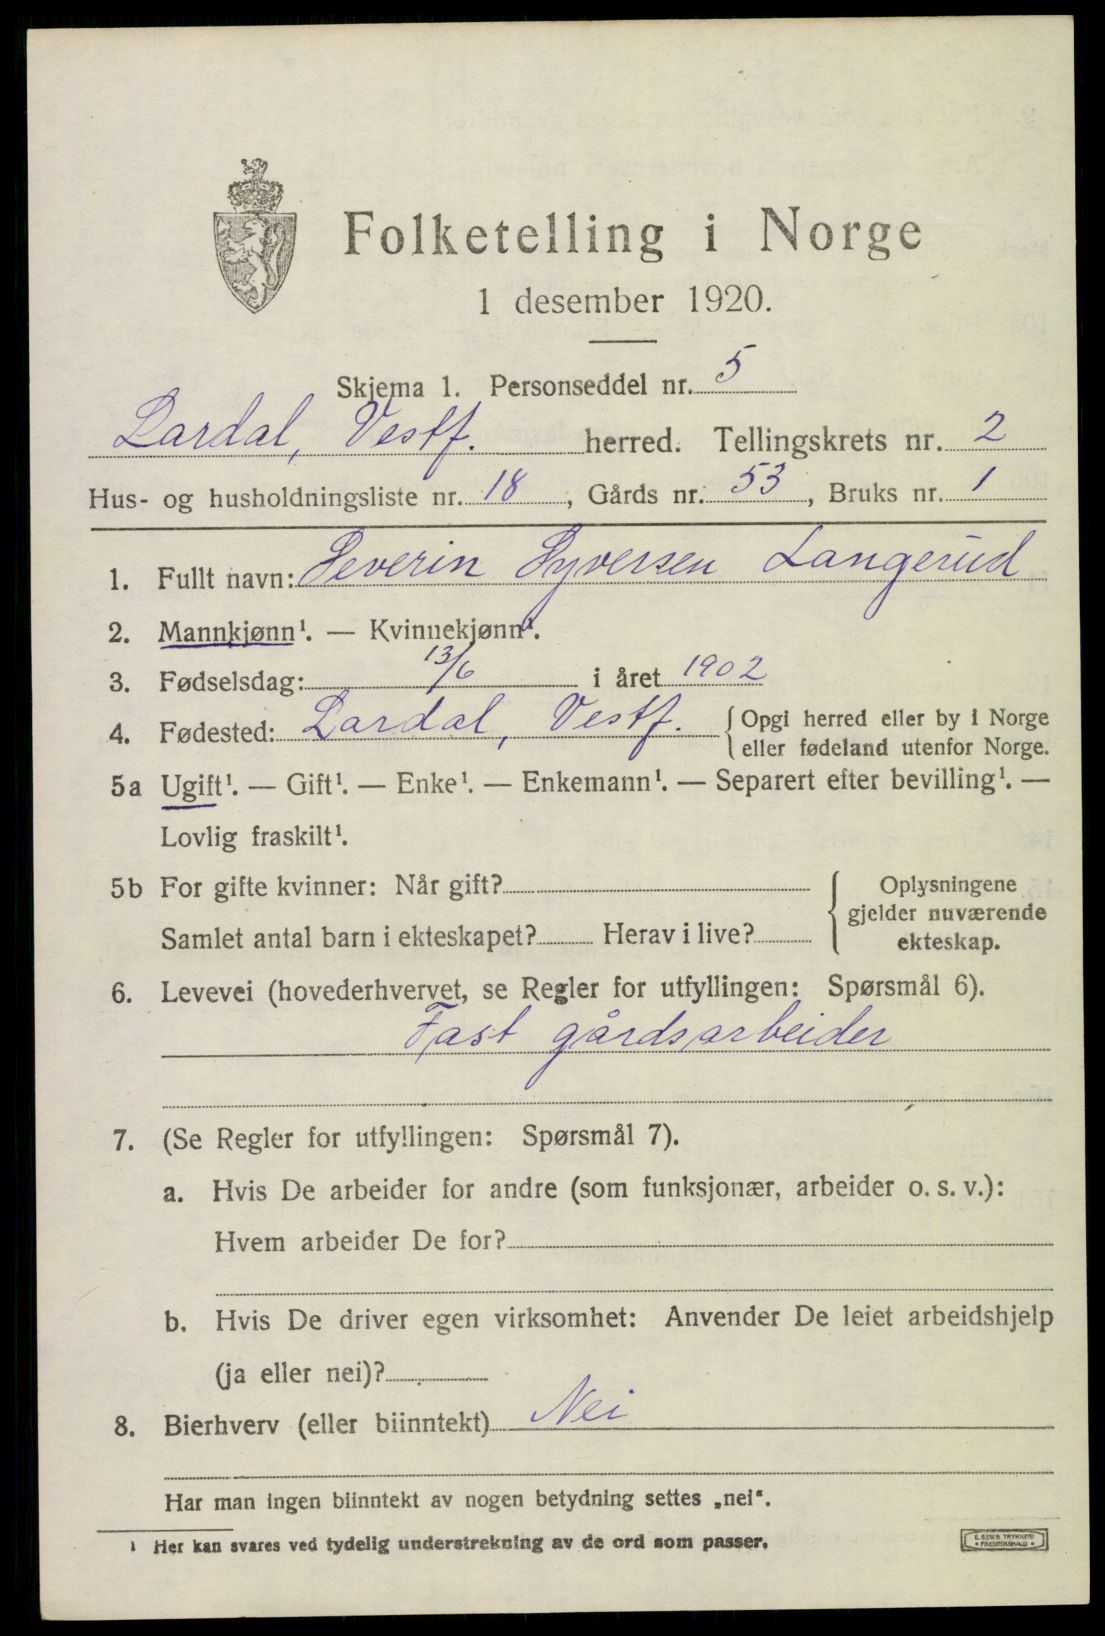 Folketelling i Norge
1 desember 1920.
Skjema 1. Personseddel nr. 5
Lardal, Vestf. herred. Tellingskrets nr. 2
Hus- og husholdningsliste nr. 18, Gårds nr. 53, Bruks nr. 1
1. Fullt navn: Severin Syversen Langerud
2. Mannkjønn¹. — Kvinnekjønn¹.
3. Fødselsdag: 13/6 i året 1902
4. Fødested: Lardal, Vestf. { Opgi herred eller by i Norge
eller fødeland utenfor Norge.
5a Ugift¹. — Gift¹. — Enke¹. — Enkemann¹. — Separert efter bevilling¹. —
Lovlig fraskilt¹.
5b For gifte kvinner: Når gift? { Oplysningene
gjelder nuværende
Samlet antal barn i ekteskapet? Herav i live?
ekteskap.
6. Levevei (hovederhvervet, se Regler for utfyllingen: Spørsmål 6).
Fast gårdsarbeider
7. (Se Regler for utfyllingen: Spørsmål 7).
a. Hvis De arbeider for andre (som funksjonær, arbeider o. s. v.):
Hvem arbeider De for?
b. Hvis De driver egen virksomhet: Anvender De leiet arbeidshjelp
(ja eller nei)?
8. Bierhverv (eller biinntekt) Nei
Har man ingen biinntekt av nogen betydning settes „nei“.
¹ Her kan svares ved tydelig understrekning av de ord som passer.
E. SEM'S TRYKKERI
• FREDRIKSHALD •